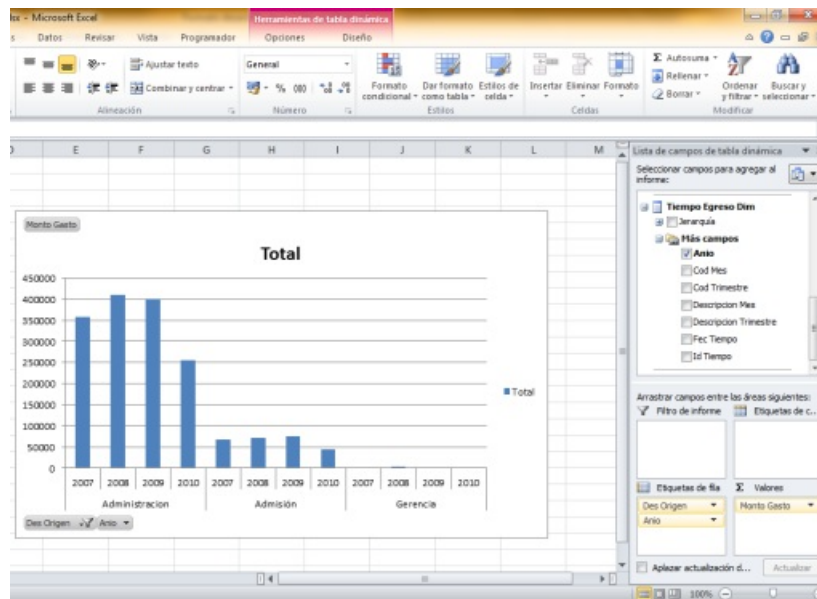 - Microsoft Excel
Herramientas de tabla dinámica
Datos Revisar Vista Programador Opciones Diseño
Ajustar texto
Combinar y centrar
Alineación
General
% 000
Número
Formato condicional
Dar formato como tabla
Estilos de celda
Estilos
Insertar Eliminar Formato
Celdas
Σ Autosuma
Rellenar
Borrar
Ordenar y filtrar
Buscar y seleccionar
Modificar
E F G H I J K L M
Monto Gasto
Total
450000
400000
350000
300000
250000
200000
150000
100000
50000
0
2007 2008 2009 2010 2007 2008 2009 2010 2007 2008 2009 2010
Administracion Admisión Gerencia
Total
Des Origen Anio
Lista de campos de tabla dinámica
Seleccionar campos para agregar al
informe:
Tiempo Egreso Dim
Jerarquía
Más campos
Anio
Cod Mes
Cod Trimestre
Descripcion Mes
Descripcion Trimestre
Fec Tiempo
Id Tiempo
Arrastrar campos entre las áreas siguientes:
Filtro de informe Etiquetas de c...
Etiquetas de fila Σ Valores
Des Origen Monto Gasto
Anio
Aplazar actualización d... Actualizar
100%